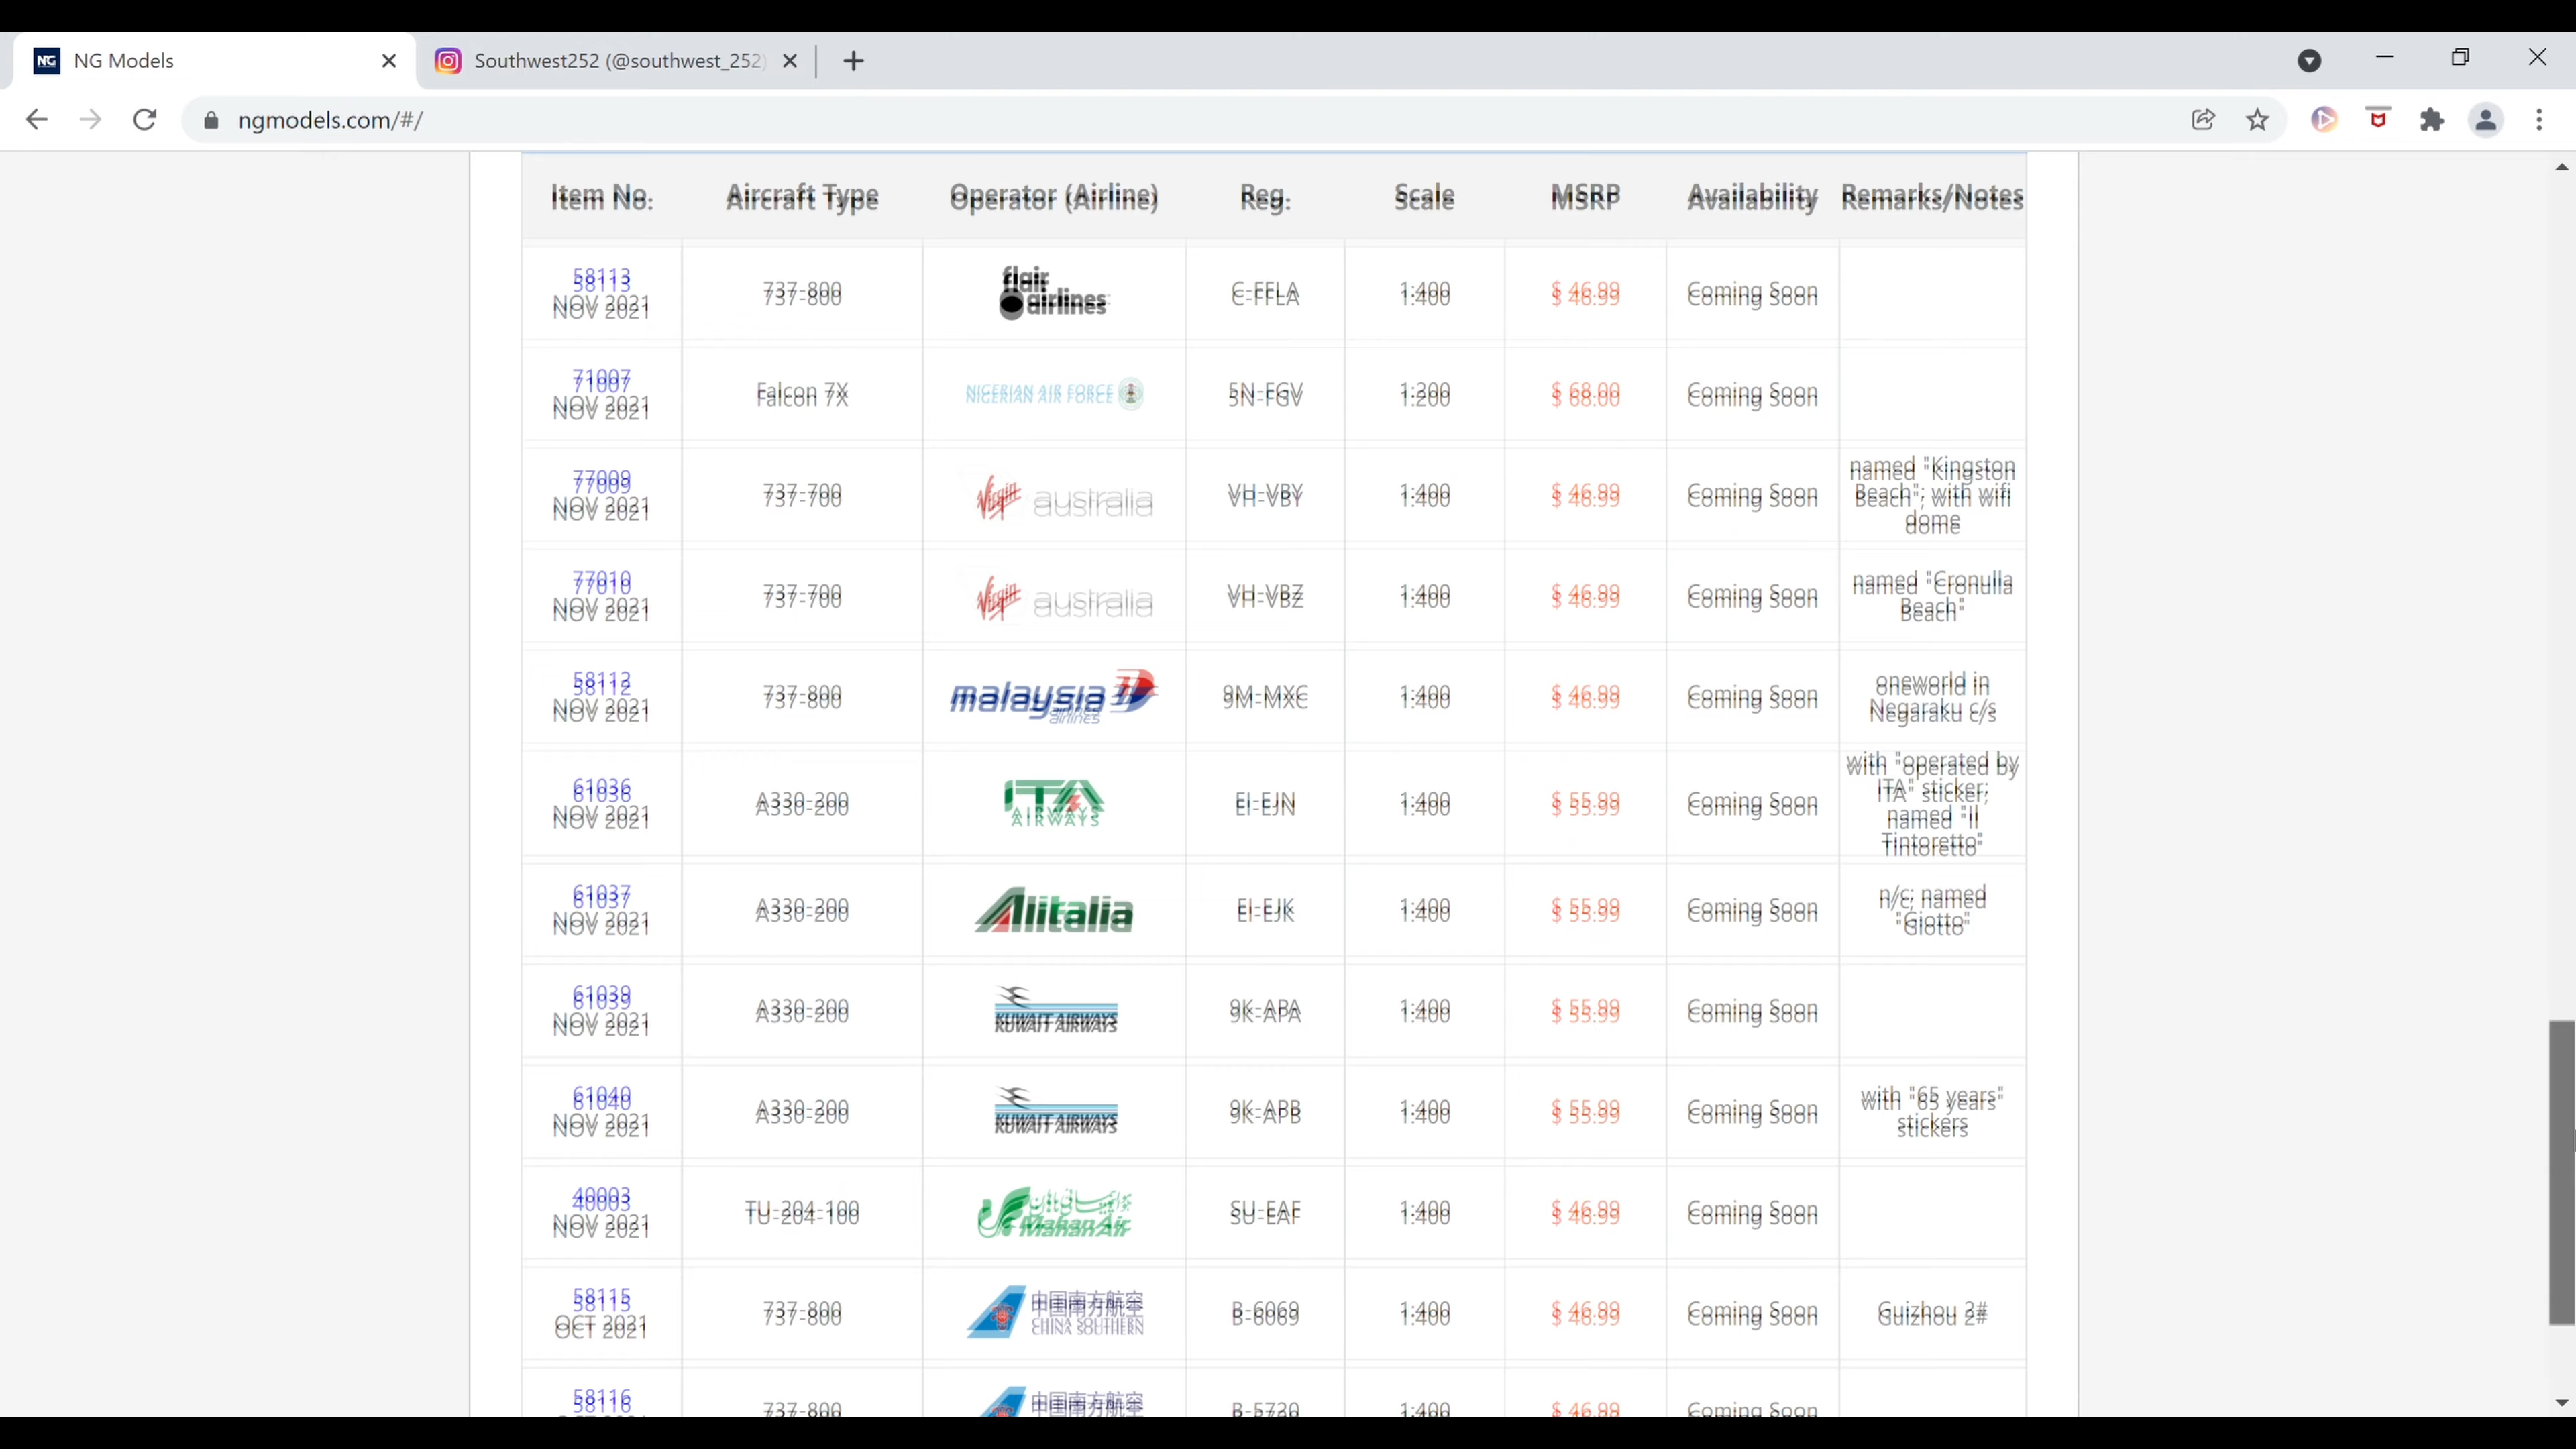 NG Models
Southwest252 (@southwest_252)
ngmodels.com/#/
Item No. Aircraft Type Operator (Airline) Reg. Scale MSRP Availability Remarks/Notes
58113 NOV 2021 737-800 flair airlines C-FFLA 1:400 $ 46.99 Coming Soon
71007 NOV 2021 Falcon 7X NIGERIAN AIR FORCE 5N-FGV 1:200 $ 68.00 Coming Soon
77009 NOV 2021 737-700 Virgin australia VH-VBY 1:400 $ 46.99 Coming Soon named "Kingston Beach"; with wifi dome
77010 NOV 2021 737-700 Virgin australia VH-VBZ 1:400 $ 46.99 Coming Soon named "Cronulla Beach"
58112 NOV 2021 737-800 malaysia airlines 9M-MXC 1:400 $ 46.99 Coming Soon oneworld in Negaraku c/s
61036 NOV 2021 A330-200 ITA AIRWAYS EI-EJN 1:400 $ 55.99 Coming Soon with "operated by ITA" sticker; named "Il Tintoretto"
61037 NOV 2021 A330-200 Alitalia EI-EJK 1:400 $ 55.99 Coming Soon n/c; named "Giotto"
61039 NOV 2021 A330-200 KUWAIT AIRWAYS 9K-APA 1:400 $ 55.99 Coming Soon
61040 NOV 2021 A330-200 KUWAIT AIRWAYS 9K-APB 1:400 $ 55.99 Coming Soon with "65 years" stickers
40003 NOV 2021 TU-204-100 Mahan Air SU-EAF 1:400 $ 46.99 Coming Soon
58115 OCT 2021 737-800 中国南方航空 CHINA SOUTHERN B-6069 1:400 $ 46.99 Coming Soon Guizhou 2#
58116 737-800 中国南方航空 B-5720 1:400 $ 46.99 Coming Soon